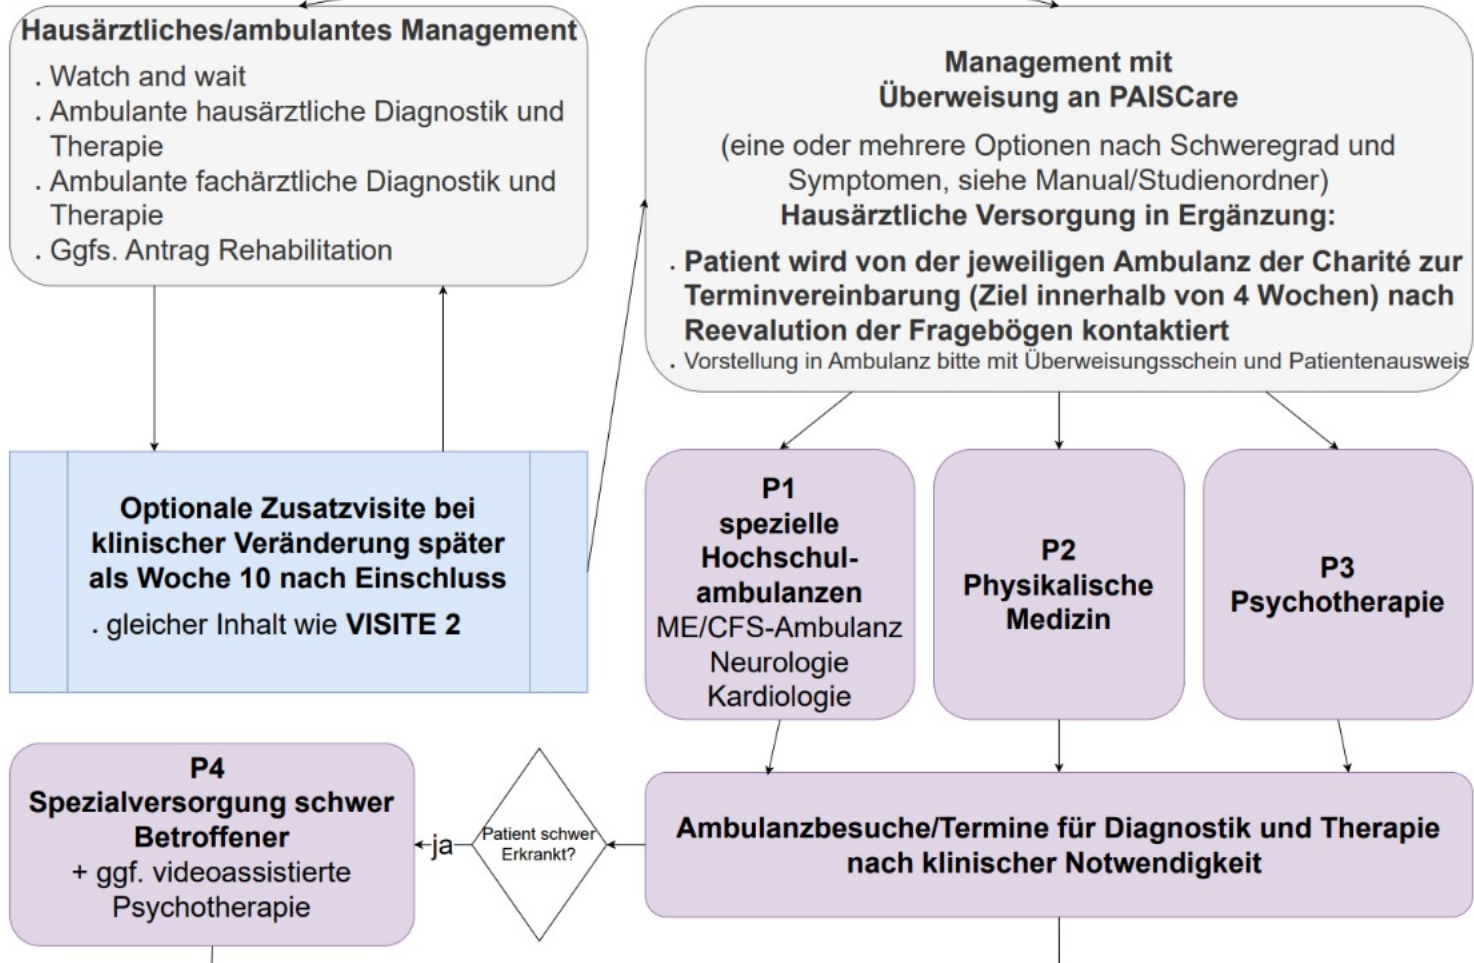 Hausärztliches/ambulantes Management
. Watch and wait
. Ambulante hausärztliche Diagnostik und
Therapie
. Ambulante fachärztliche Diagnostik und
Therapie
. Ggfs. Antrag Rehabilitation
Management mit
Überweisung an PAISCare
(eine oder mehrere Optionen nach Schweregrad und
Symptomen, siehe Manual/Studienordner)
Hausärztliche Versorgung in Ergänzung:
. Patient wird von der jeweiligen Ambulanz der Charité zur
Terminvereinbarung (Ziel innerhalb von 4 Wochen) nach
Reevalution der Fragebögen kontaktiert
. Vorstellung in Ambulanz bitte mit Überweisungsschein und Patientenausweis
Optionale Zusatzvisite bei
klinischer Veränderung später
als Woche 10 nach Einschluss
. gleicher Inhalt wie VISITE 2
P1
spezielle
Hochschul-
ambulanzen
ME/CFS-Ambulanz
Neurologie
Kardiologie
P2
Physikalische
Medizin
P3
Psychotherapie
P4
Spezialversorgung schwer
Betroffener
+ ggf. videoassistierte
Psychotherapie
ja
Patient schwer
Erkrankt?
Ambulanzbesuche/Termine für Diagnostik und Therapie
nach klinischer Notwendigkeit